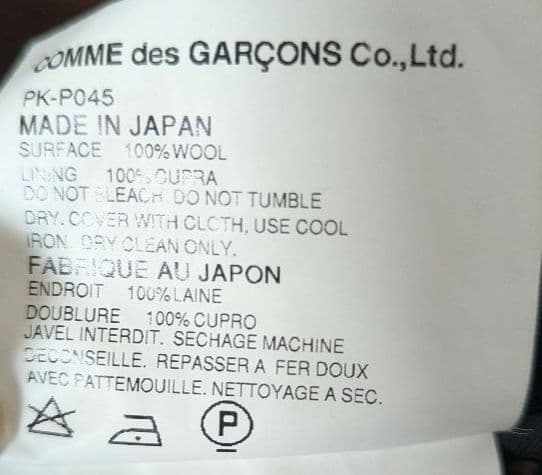 COMME des GARÇONS Co.,Ltd.
PK-P045
MADE IN JAPAN
SURFACE 100% WOOL
LINING 100% CUPRA
DO NOT BLEACH. DO NOT TUMBLE
DRY. COVER WITH CLOTH, USE COOL
IRON. DRY CLEAN ONLY.
FABRIQUE AU JAPON
ENDROIT 100% LAINE
DOUBLURE 100% CUPRO
JAVEL INTERDIT. SECHAGE MACHINE
DECONSEILLE. REPASSER A FER DOUX
AVEC PATTEMOUILLE. NETTOYAGE A SEC.
P